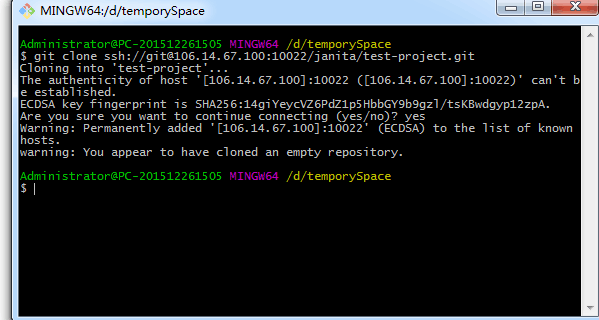 MINGW64:/d/temporySpace
Administrator@PC-201512261505 MINGW64 /d/temporySpace
$ git clone ssh://git@106.14.67.100:10022/janita/test-project.git
Cloning into 'test-project'...
The authenticity of host '[106.14.67.100]:10022 ([106.14.67.100]:10022)' can't b
e established.
ECDSA key fingerprint is SHA256:14giYeycVZ6PdZ1p5HbbGY9b9gzl/tsKBwdgyp12zpA.
Are you sure you want to continue connecting (yes/no)? yes
Warning: Permanently added '[106.14.67.100]:10022' (ECDSA) to the list of known
hosts.
warning: You appear to have cloned an empty repository.
Administrator@PC-201512261505 MINGW64 /d/temporySpace
$